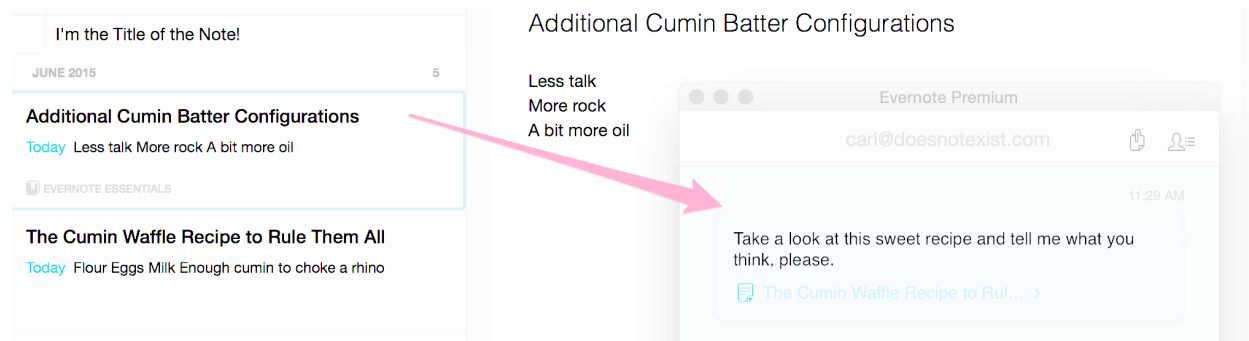 I'm the Title of the Note!
JUNE 2015 5
Additional Cumin Batter Configurations
Today Less talk More rock A bit more oil
EVERNOTE ESSENTIALS
The Cumin Waffle Recipe to Rule Them All
Today Flour Eggs Milk Enough cumin to choke a rhino
Additional Cumin Batter Configurations
Less talk
More rock
A bit more oil
Evernote Premium
carl@doesnotexist.com
11:29 AM
Take a look at this sweet recipe and tell me what you
think, please.
The Cumin Waffle Recipe to Rul... ›